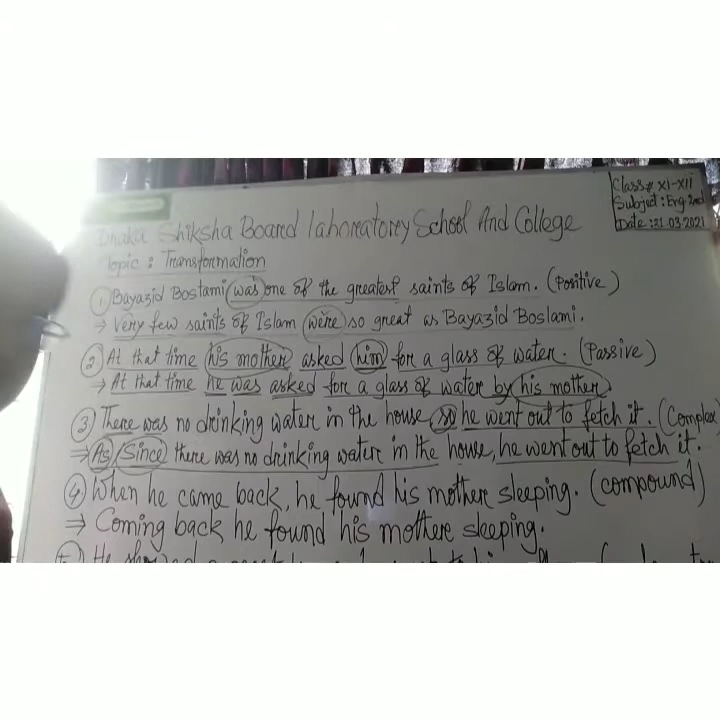 Class# XI-XII
Subject: Eng 2nd
Date: 21.03.2021
Dhaka Shiksha Board Laboratory School And College
Topic: Transformation
① Bayazid Bostami was one of the greatest saints of Islam. (Positive)
→ Very few saints of Islam were so great as Bayazid Boslami.
② At that time his mother asked him for a glass of water. (Passive)
⇒ At that time he was asked for a glass of water by his mother.
③ There was no drinking water in the house, so he went out to fetch it. (Complex)
⇒ As/Since there was no drinking water in the house, he went out to fetch it.
④ When he came back, he found his mother sleeping. (compound)
⇒ Coming back he found his mother sleeping.